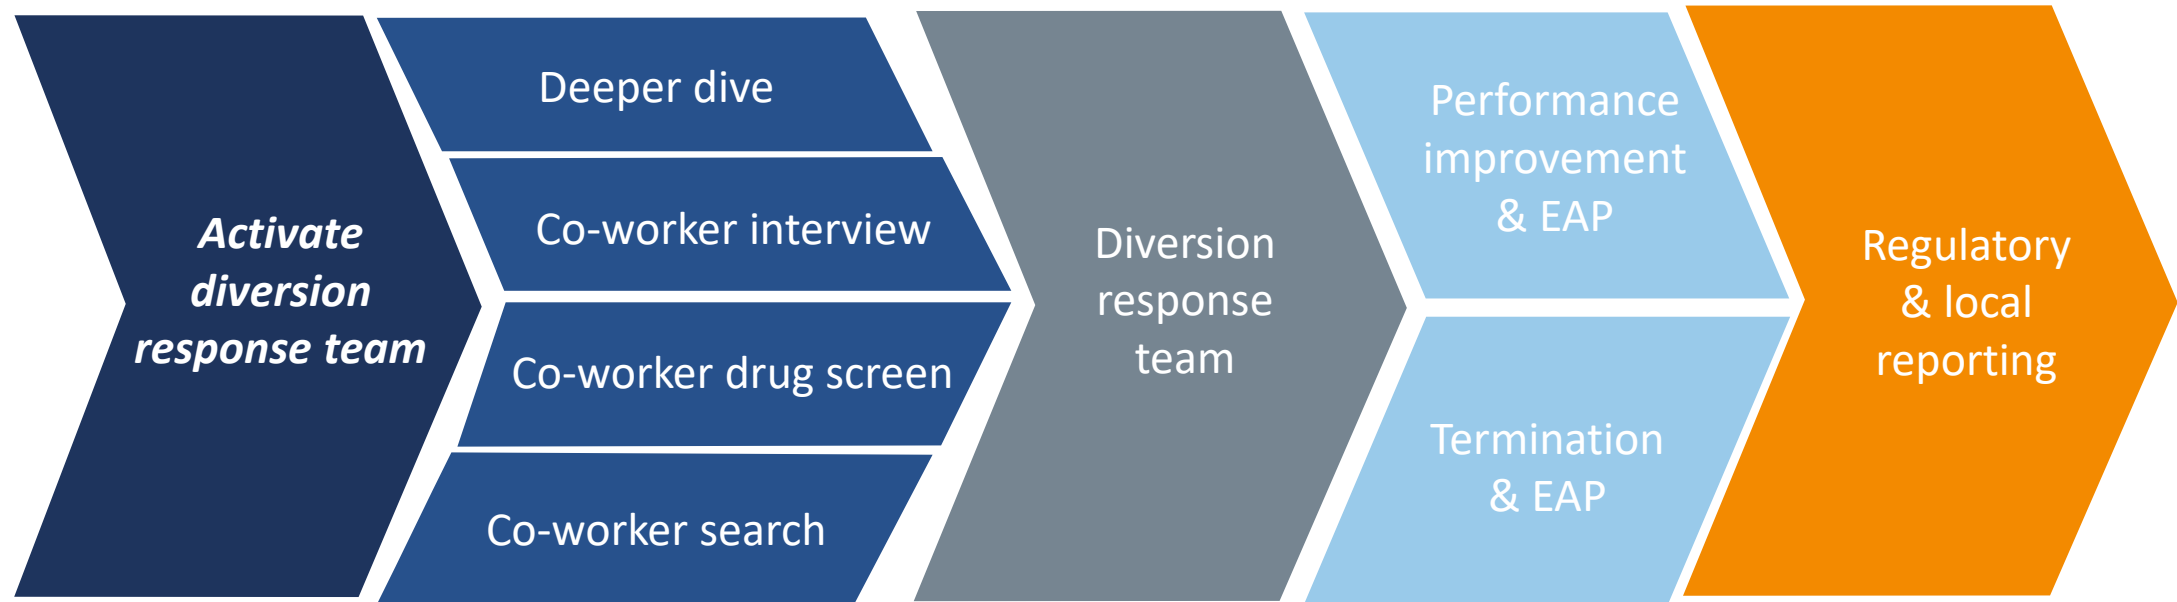 Activate
diversion
response team
Deeper dive
Co-worker interview
Co-worker drug screen
Co-worker search
Diversion
response
team
Performance
improvement
& EAP
Termination
& EAP
Regulatory
& local
reporting